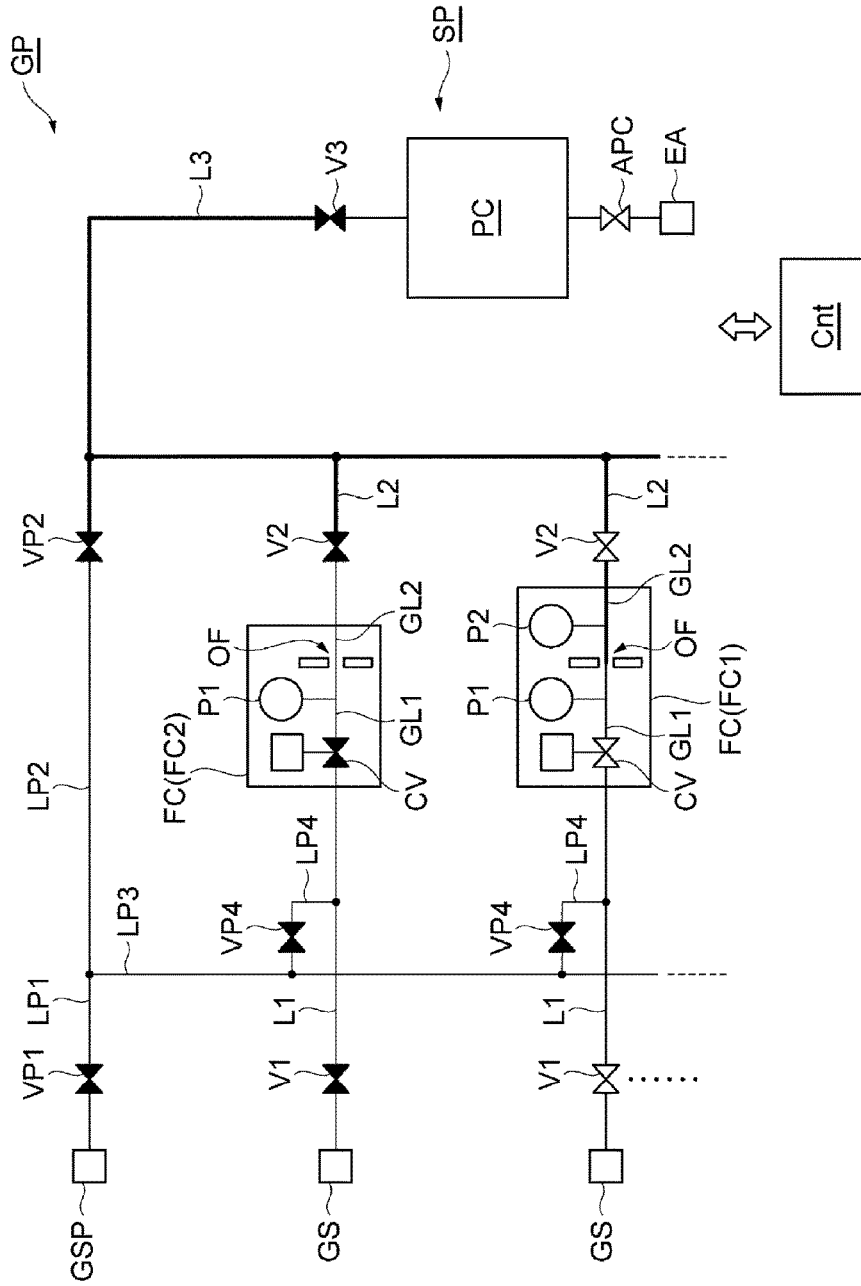 GP
SP
L3
V3
PC
APC
EA
Cnt
VP2
LP2
LP3
LP1
VP1
GSP
L2
V2
GL2
OF
P1
GL1
CV
FC(FC2)
LP4
VP4
L1
V1
GS
L2
V2
GL2
P2
OF
P1
GL1
FC(FC1)
CV
LP4
VP4
L1
V1
GS